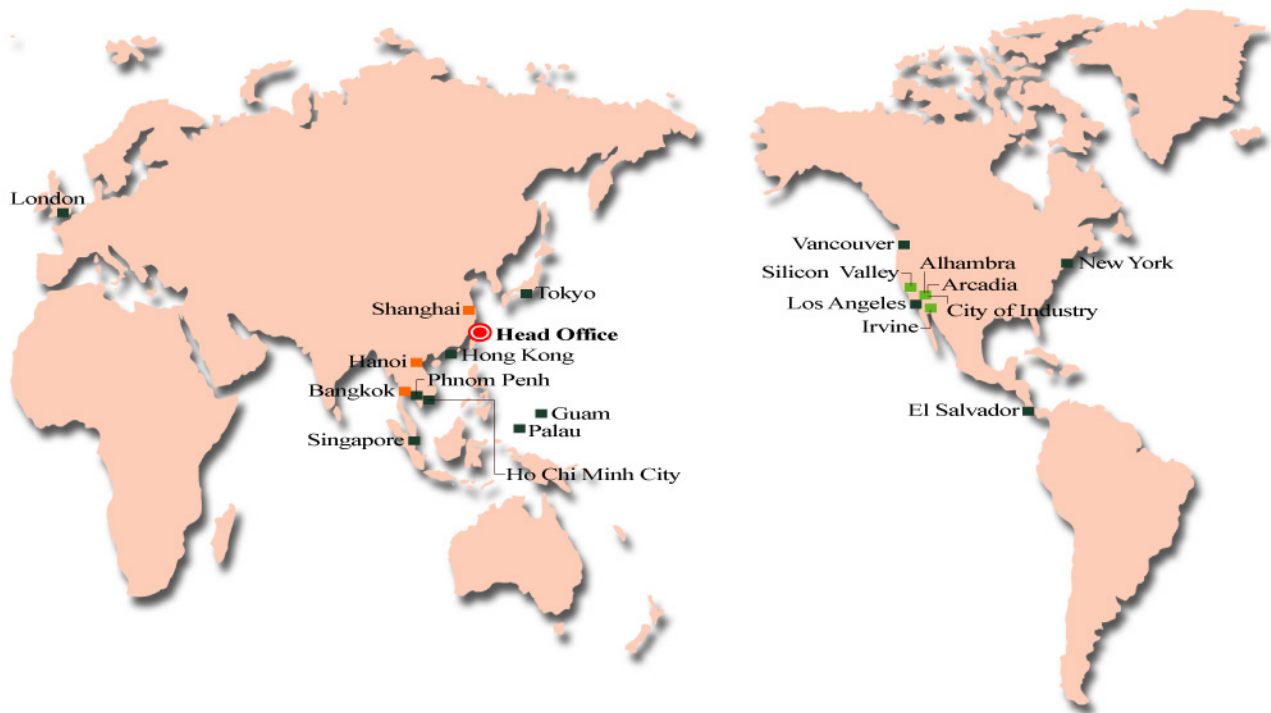 London
Tokyo
Shanghai
Head Office
Hong Kong
Hanoi
Phnom Penh
Bangkok
Guam
Palau
Singapore
Ho Chi Minh City
Vancouver
New York
Alhambra
Silicon Valley
Arcadia
Los Angeles
City of Industry
Irvine
El Salvador